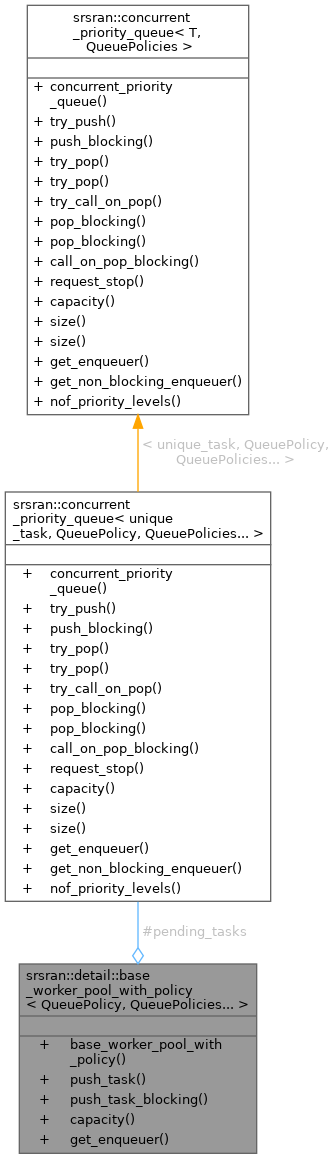 srsran::concurrent
_priority_queue< T,
QueuePolicies >
+ concurrent_priority
_queue()
+ try_push()
+ push_blocking()
+ try_pop()
+ try_pop()
+ try_call_on_pop()
+ pop_blocking()
+ pop_blocking()
+ call_on_pop_blocking()
+ request_stop()
+ capacity()
+ size()
+ size()
+ get_enqueuer()
+ get_non_blocking_enqueuer()
+ nof_priority_levels()
< unique_task, QueuePolicy,
QueuePolicies... >
srsran::concurrent
_priority_queue< unique
_task, QueuePolicy, QueuePolicies... >
+ concurrent_priority
_queue()
+ try_push()
+ push_blocking()
+ try_pop()
+ try_pop()
+ try_call_on_pop()
+ pop_blocking()
+ pop_blocking()
+ call_on_pop_blocking()
+ request_stop()
+ capacity()
+ size()
+ size()
+ get_enqueuer()
+ get_non_blocking_enqueuer()
+ nof_priority_levels()
#pending_tasks
srsran::detail::base
_worker_pool_with_policy
< QueuePolicy, QueuePolicies... >
+ base_worker_pool_with
_policy()
+ push_task()
+ push_task_blocking()
+ capacity()
+ get_enqueuer()